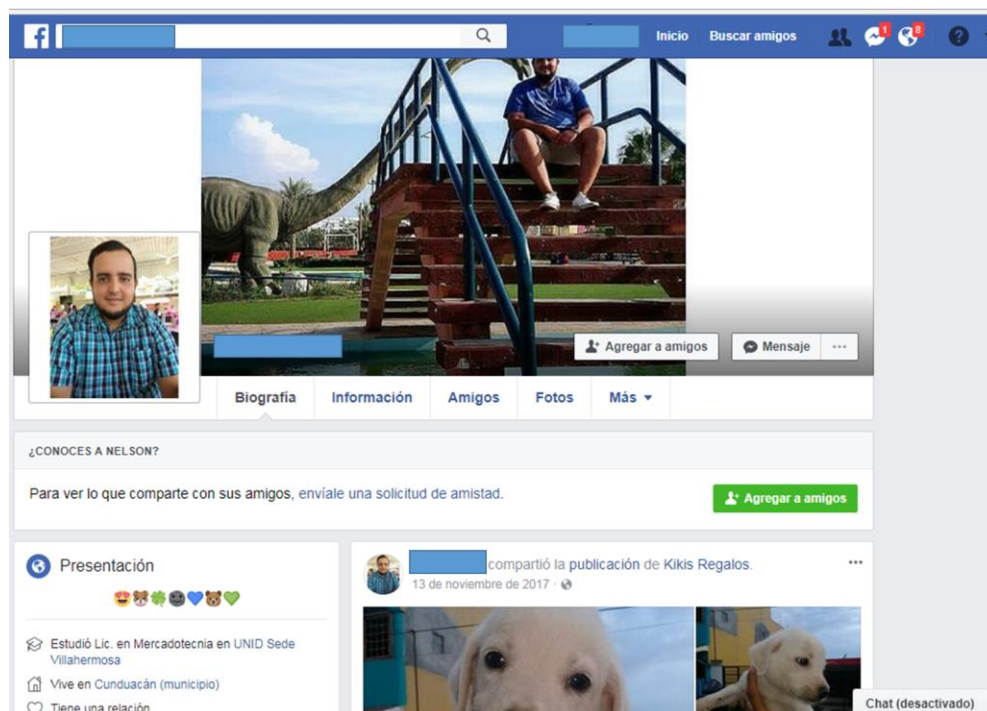 f
Inicio Buscar amigos 1 8 ?
Agregar a amigos Mensaje ...
Biografía Información Amigos Fotos Más
¿CONOCES A NELSON?
Para ver lo que comparte con sus amigos, envíale una solicitud de amistad.
Agregar a amigos
Presentación
Estudió Lic. en Mercadotecnia en UNID Sede
Villahermosa
Vive en Cunduacán (municipio)
Tiene una relación
compartió la publicación de Kikis Regalos.
13 de noviembre de 2017 ·
Chat (desactivado)